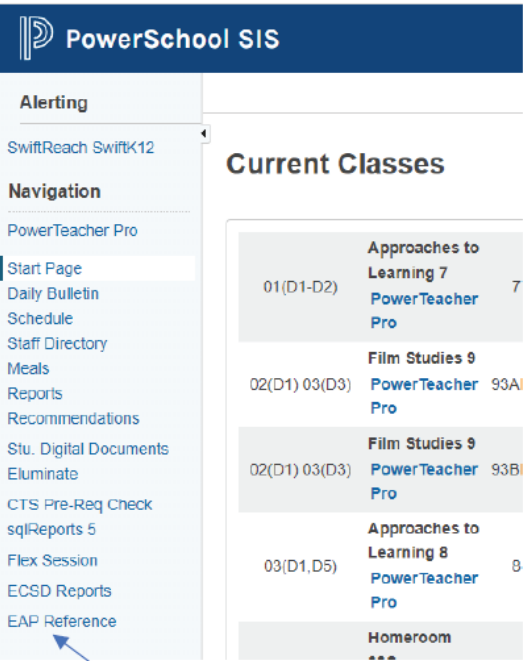 PowerSchool SIS
Alerting
SwiftReach SwiftK12
Navigation
PowerTeacher Pro
Start Page
Daily Bulletin
Schedule
Staff Directory
Meals
Reports
Recommendations
Stu. Digital Documents
Eluminate
CTS Pre-Req Check
sqlReports 5
Flex Session
ECSD Reports
EAP Reference
Current Classes
01(D1-D2)
Approaches to
Learning 7
PowerTeacher
Pro
7
02(D1) 03(D3)
Film Studies 9
PowerTeacher
Pro
02(D1) 03(D3)
Film Studies 9
PowerTeacher
Pro
03(D1,D5)
Approaches to
Learning 8
PowerTeacher
Pro
Homeroom